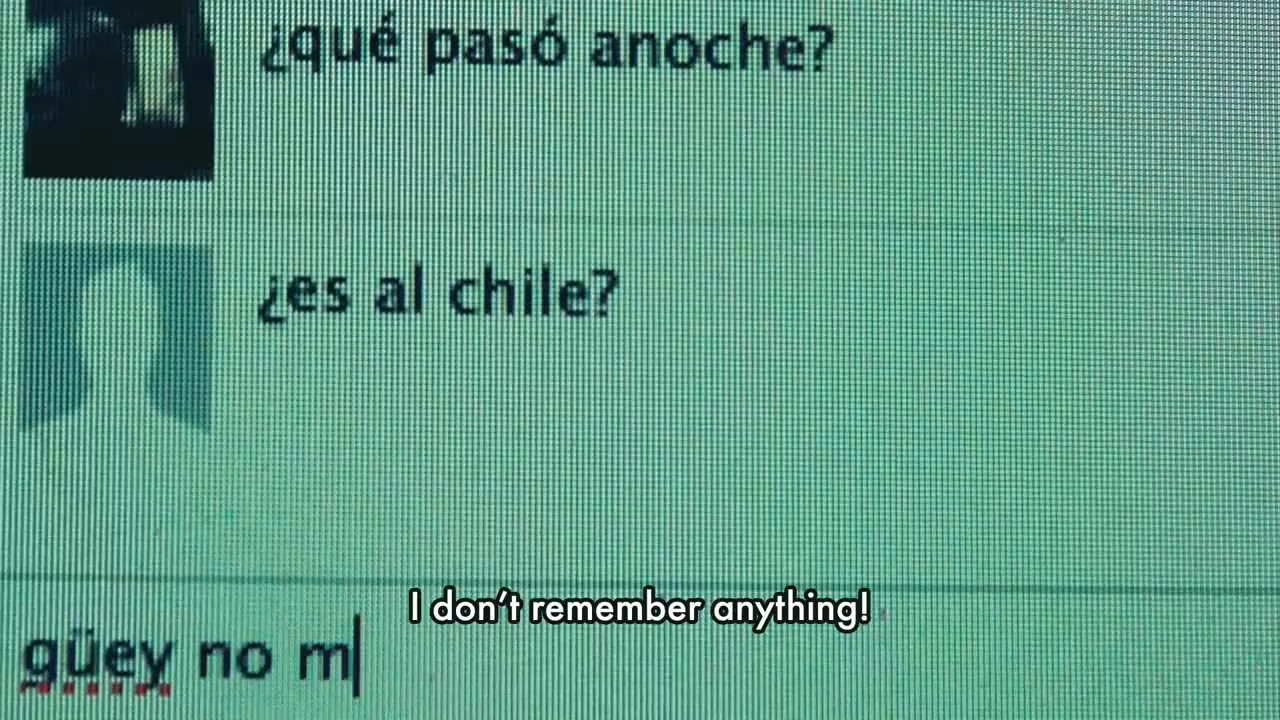 ¿qué pasó anoche?
¿es al chile?
I don't remember anything!
güey no m